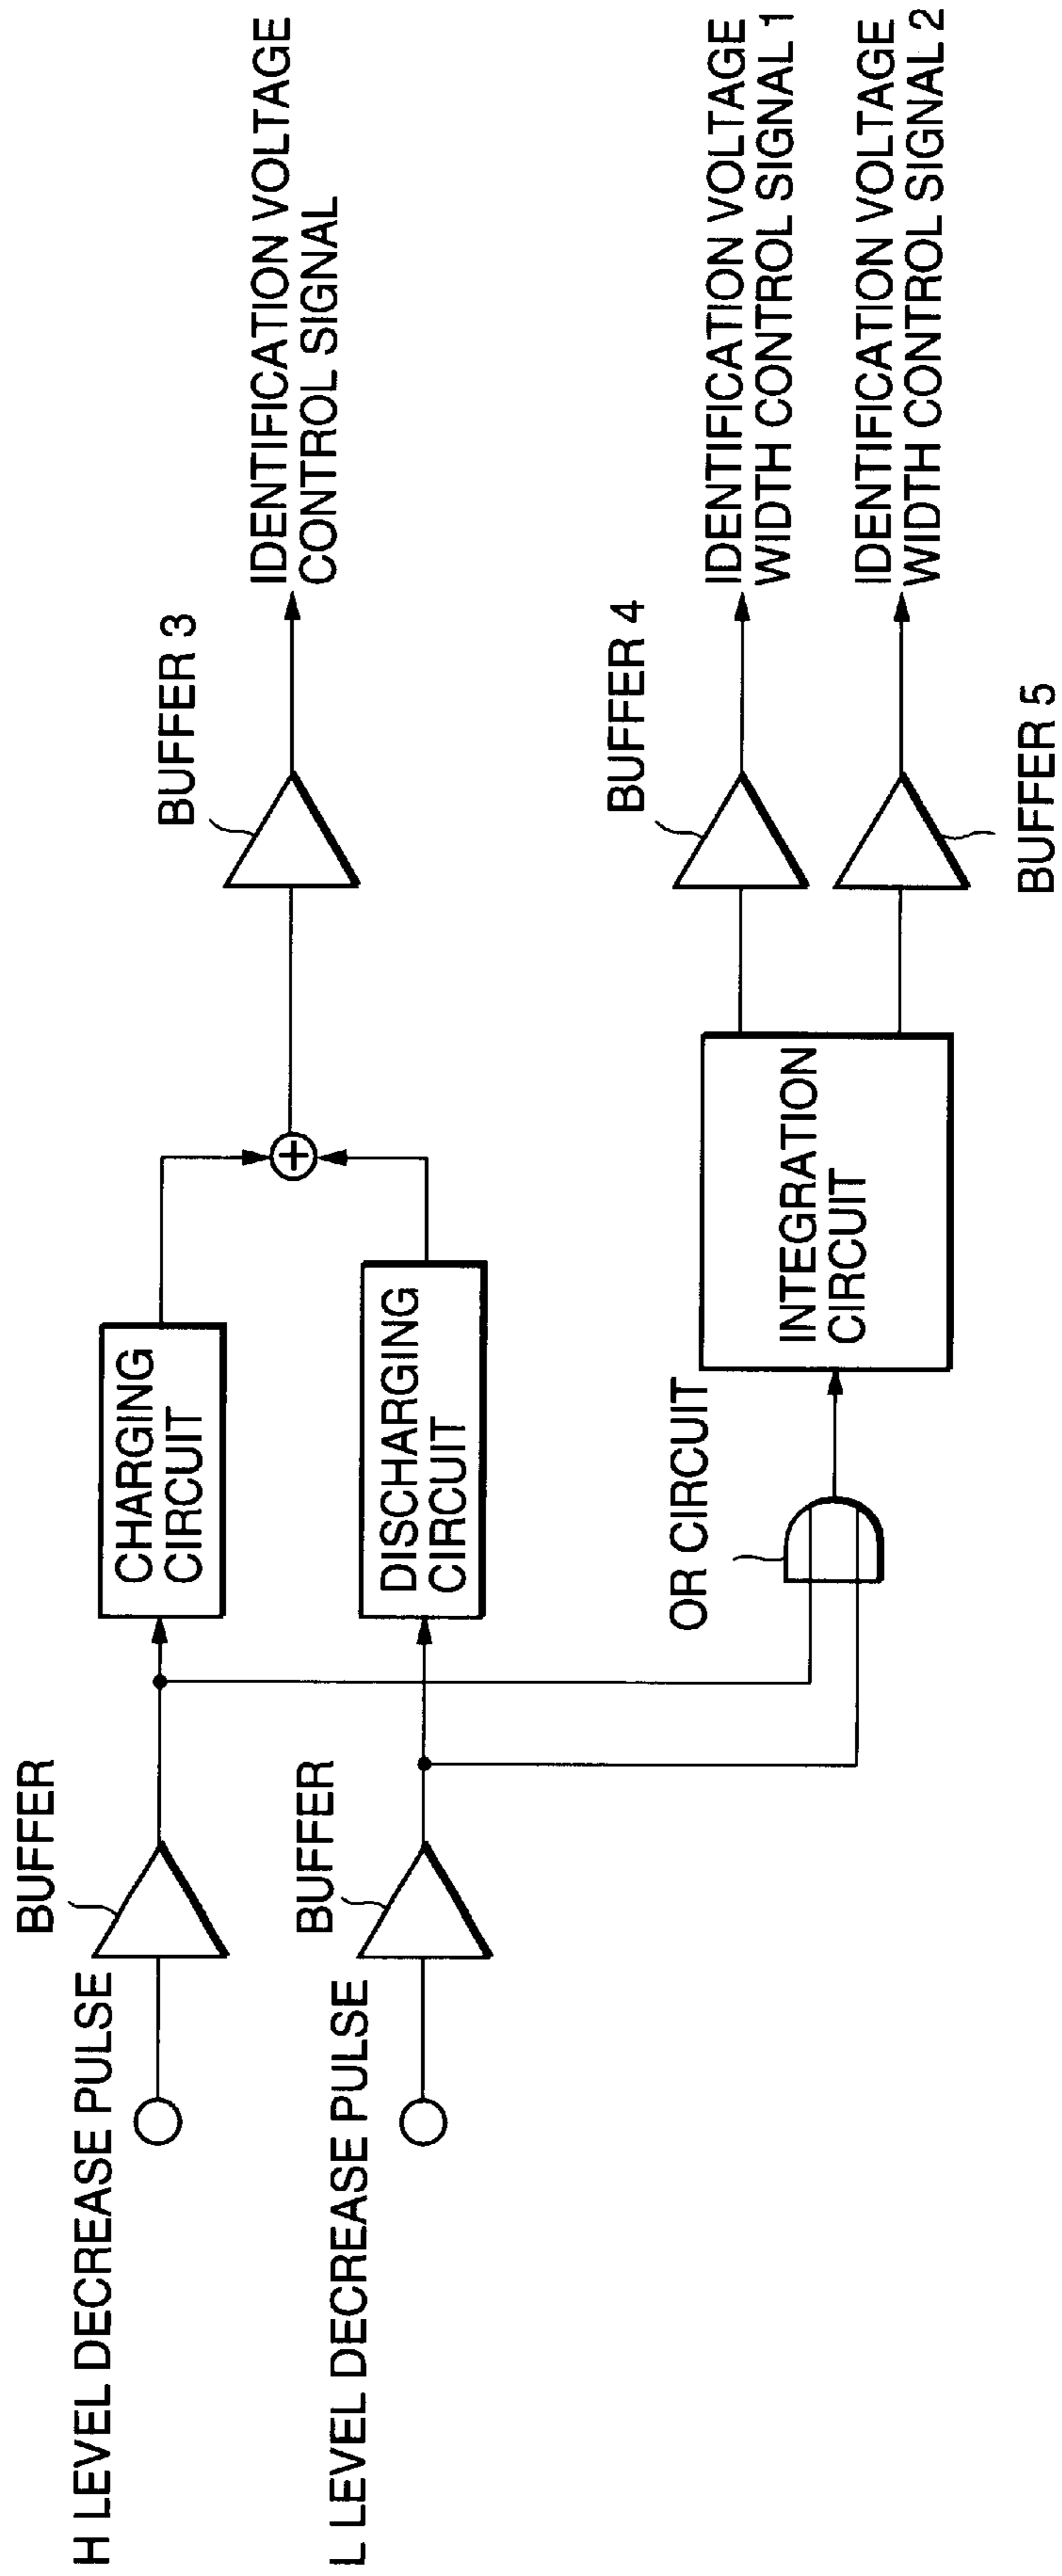 H LEVEL DECREASE PULSE
BUFFER
CHARGING
CIRCUIT
BUFFER 3
IDENTIFICATION VOLTAGE
CONTROL SIGNAL
L LEVEL DECREASE PULSE
BUFFER
DISCHARGING
CIRCUIT
OR CIRCUIT
INTEGRATION
CIRCUIT
BUFFER 4
IDENTIFICATION VOLTAGE
WIDTH CONTROL SIGNAL 1
BUFFER 5
IDENTIFICATION VOLTAGE
WIDTH CONTROL SIGNAL 2